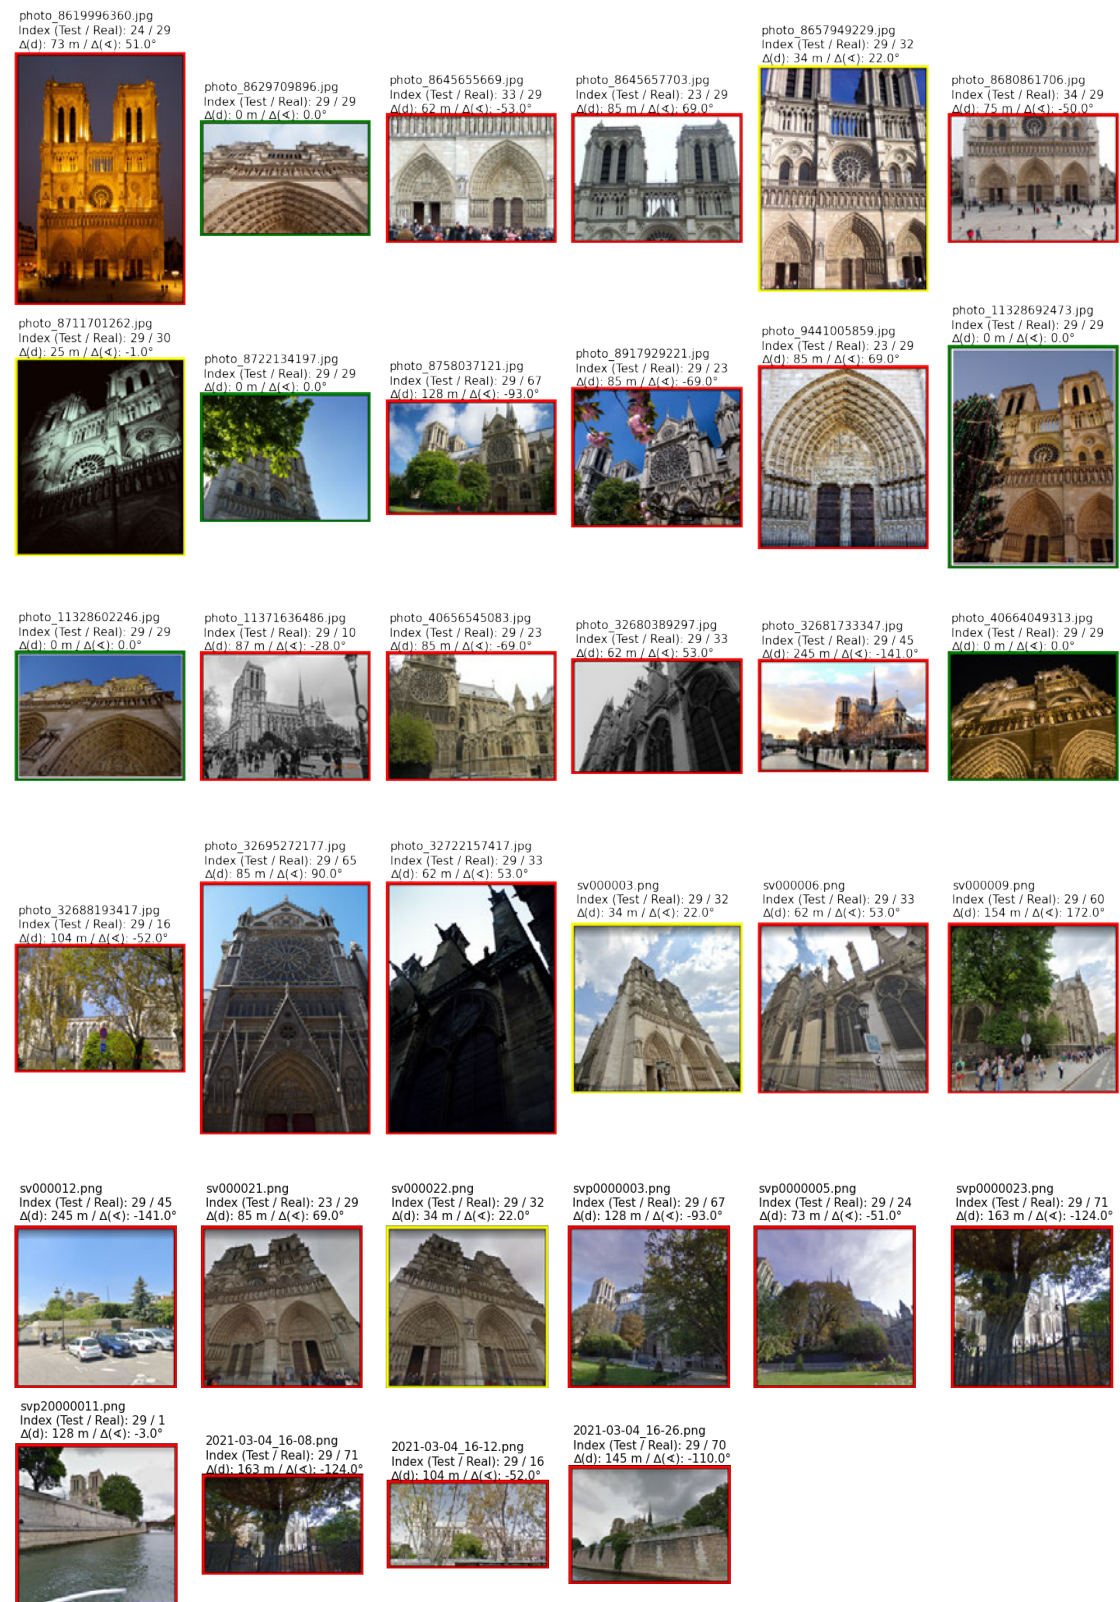 photo_8619996360.jpg
Index (Test / Real): 24 / 29
Δ(d): 73 m / Δ(∢): 51.0°
photo_8629709896.jpg
Index (Test / Real): 29 / 29
Δ(d): 0 m / Δ(∢): 0.0°
photo_8645655669.jpg
Index (Test / Real): 33 / 29
Δ(d): 62 m / Δ(∢): -53.0°
photo_8645657703.jpg
Index (Test / Real): 23 / 29
Δ(d): 85 m / Δ(∢): 69.0°
photo_8657949229.jpg
Index (Test / Real): 29 / 32
Δ(d): 34 m / Δ(∢): 22.0°
photo_8680861706.jpg
Index (Test / Real): 34 / 29
Δ(d): 75 m / Δ(∢): -50.0°
photo_8711701262.jpg
Index (Test / Real): 29 / 30
Δ(d): 25 m / Δ(∢): -1.0°
photo_8722134197.jpg
Index (Test / Real): 29 / 29
Δ(d): 0 m / Δ(∢): 0.0°
photo_8758037121.jpg
Index (Test / Real): 29 / 67
Δ(d): 128 m / Δ(∢): -93.0°
photo_8917929221.jpg
Index (Test / Real): 29 / 23
Δ(d): 85 m / Δ(∢): -69.0°
photo_9441005859.jpg
Index (Test / Real): 23 / 29
Δ(d): 85 m / Δ(∢): 69.0°
photo_11328692473.jpg
Index (Test / Real): 29 / 29
Δ(d): 0 m / Δ(∢): 0.0°
photo_11328602246.jpg
Index (Test / Real): 29 / 29
Δ(d): 0 m / Δ(∢): 0.0°
photo_11371636486.jpg
Index (Test / Real): 29 / 10
Δ(d): 87 m / Δ(∢): -28.0°
photo_40656545083.jpg
Index (Test / Real): 29 / 23
Δ(d): 85 m / Δ(∢): -69.0°
photo_32680389297.jpg
Index (Test / Real): 29 / 33
Δ(d): 62 m / Δ(∢): 53.0°
photo_32681733347.jpg
Index (Test / Real): 29 / 45
Δ(d): 245 m / Δ(∢): -141.0°
photo_40664049313.jpg
Index (Test / Real): 29 / 29
Δ(d): 0 m / Δ(∢): 0.0°
photo_32688193417.jpg
Index (Test / Real): 29 / 16
Δ(d): 104 m / Δ(∢): -52.0°
photo_32695272177.jpg
Index (Test / Real): 29 / 65
Δ(d): 85 m / Δ(∢): 90.0°
photo_32722157417.jpg
Index (Test / Real): 29 / 33
Δ(d): 62 m / Δ(∢): 53.0°
sv000003.png
Index (Test / Real): 29 / 32
Δ(d): 34 m / Δ(∢): 22.0°
sv000006.png
Index (Test / Real): 29 / 33
Δ(d): 62 m / Δ(∢): 53.0°
sv000009.png
Index (Test / Real): 29 / 60
Δ(d): 154 m / Δ(∢): 172.0°
sv000012.png
Index (Test / Real): 29 / 45
Δ(d): 245 m / Δ(∢): -141.0°
sv000021.png
Index (Test / Real): 23 / 29
Δ(d): 85 m / Δ(∢): 69.0°
sv000022.png
Index (Test / Real): 29 / 32
Δ(d): 34 m / Δ(∢): 22.0°
svp0000003.png
Index (Test / Real): 29 / 67
Δ(d): 128 m / Δ(∢): -93.0°
svp0000005.png
Index (Test / Real): 29 / 24
Δ(d): 73 m / Δ(∢): -51.0°
svp0000023.png
Index (Test / Real): 29 / 71
Δ(d): 163 m / Δ(∢): -124.0°
svp20000011.png
Index (Test / Real): 29 / 1
Δ(d): 128 m / Δ(∢): -3.0°
2021-03-04_16-08.png
Index (Test / Real): 29 / 71
Δ(d): 163 m / Δ(∢): -124.0°
2021-03-04_16-12.png
Index (Test / Real): 29 / 16
Δ(d): 104 m / Δ(∢): -52.0°
2021-03-04_16-26.png
Index (Test / Real): 29 / 70
Δ(d): 145 m / Δ(∢): -110.0°